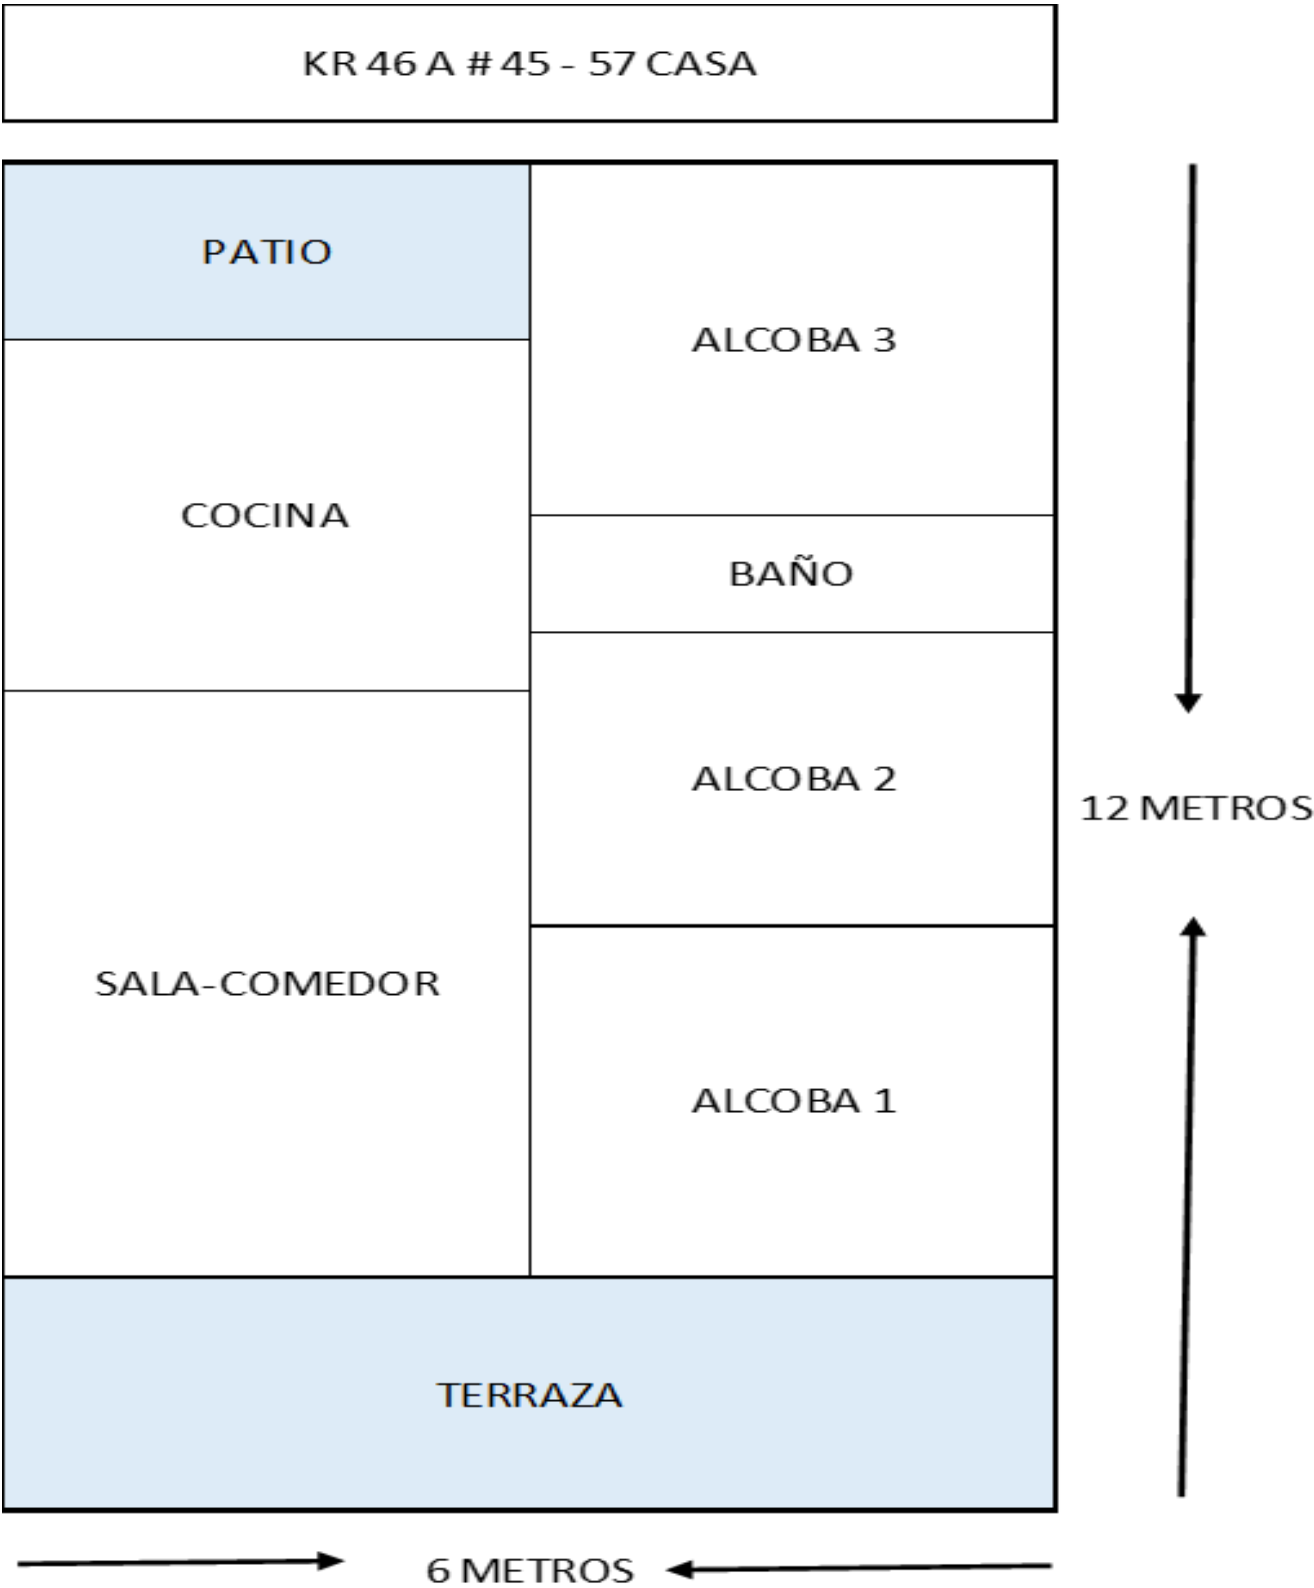 KR 46 A # 45 - 57 CASA
PATIO
ALCOBA 3
COCINA
BAÑO
ALCOBA 2
12 METROS
SALA-COMEDOR
ALCOBA 1
TERRAZA
6 METROS